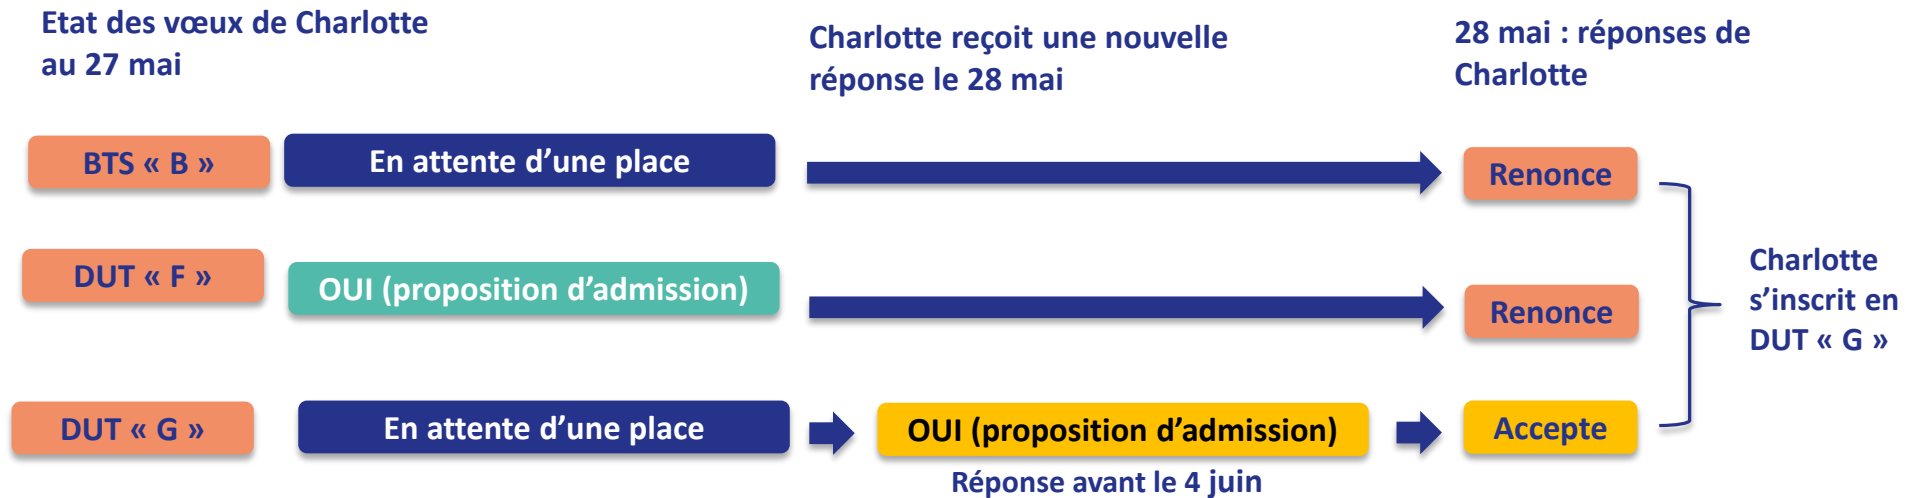 Etat des vœux de Charlotte
au 27 mai
Charlotte reçoit une nouvelle
réponse le 28 mai
28 mai : réponses de
Charlotte
BTS « B »
En attente d’une place
Renonce
DUT « F »
OUI (proposition d’admission)
Renonce
Charlotte
s’inscrit en
DUT « G »
DUT « G »
En attente d’une place
OUI (proposition d’admission)
Accepte
Réponse avant le 4 juin